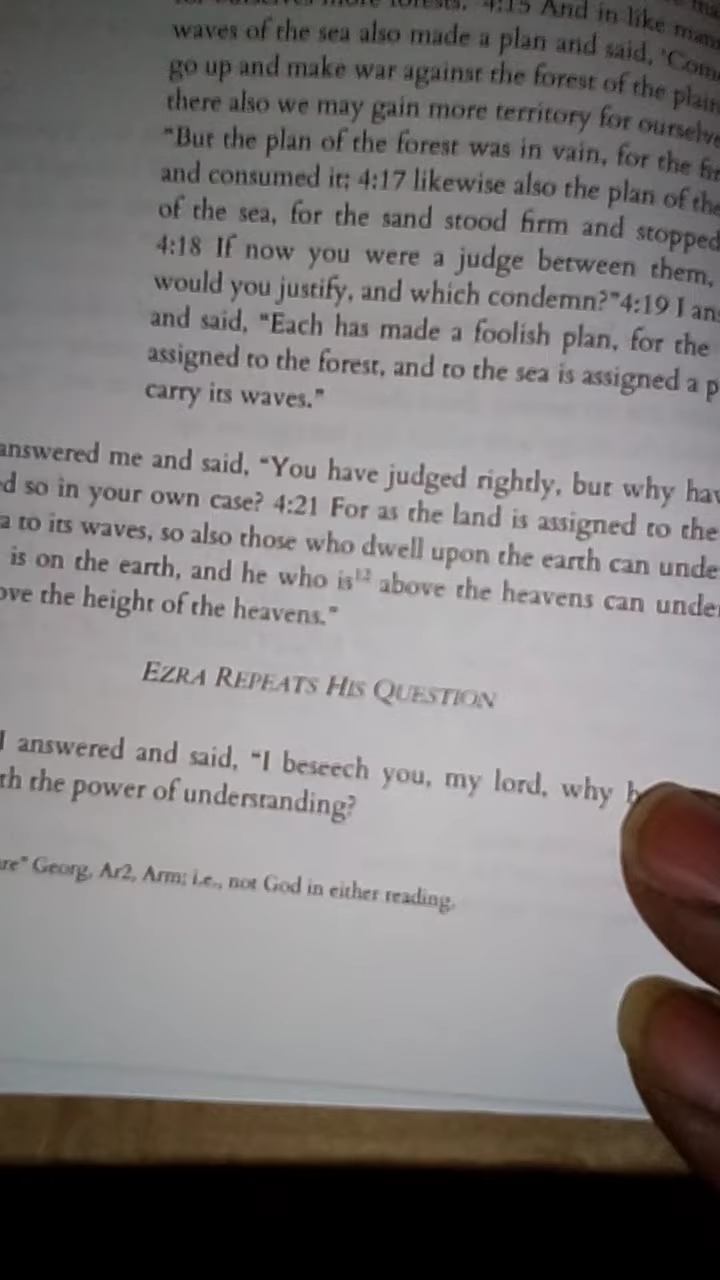 4:15 And in like
waves of the sea also made a plan and said, 'Com
go up and make war against the forest of the plain
there also we may gain more territory for ourselve
"But the plan of the forest was in vain, for the fir
and consumed it; 4:17 likewise also the plan of the
of the sea, for the sand stood firm and stopped
4:18 If now you were a judge between them,
would you justify, and which condemn?"4:19 I ans
and said, "Each has made a foolish plan, for the
assigned to the forest, and to the sea is assigned a p
carry its waves."
answered me and said, "You have judged rightly, but why hav
d so in your own case? 4:21 For as the land is assigned to the
a to its waves, so also those who dwell upon the earth can unde
is on the earth, and he who is¹² above the heavens can under
ove the height of the heavens."
EZRA REPEATS HIS QUESTION
I answered and said, "I beseech you, my lord, why h
th the power of understanding?
re" Georg, Ar2, Arm; i.e., not God in either reading.